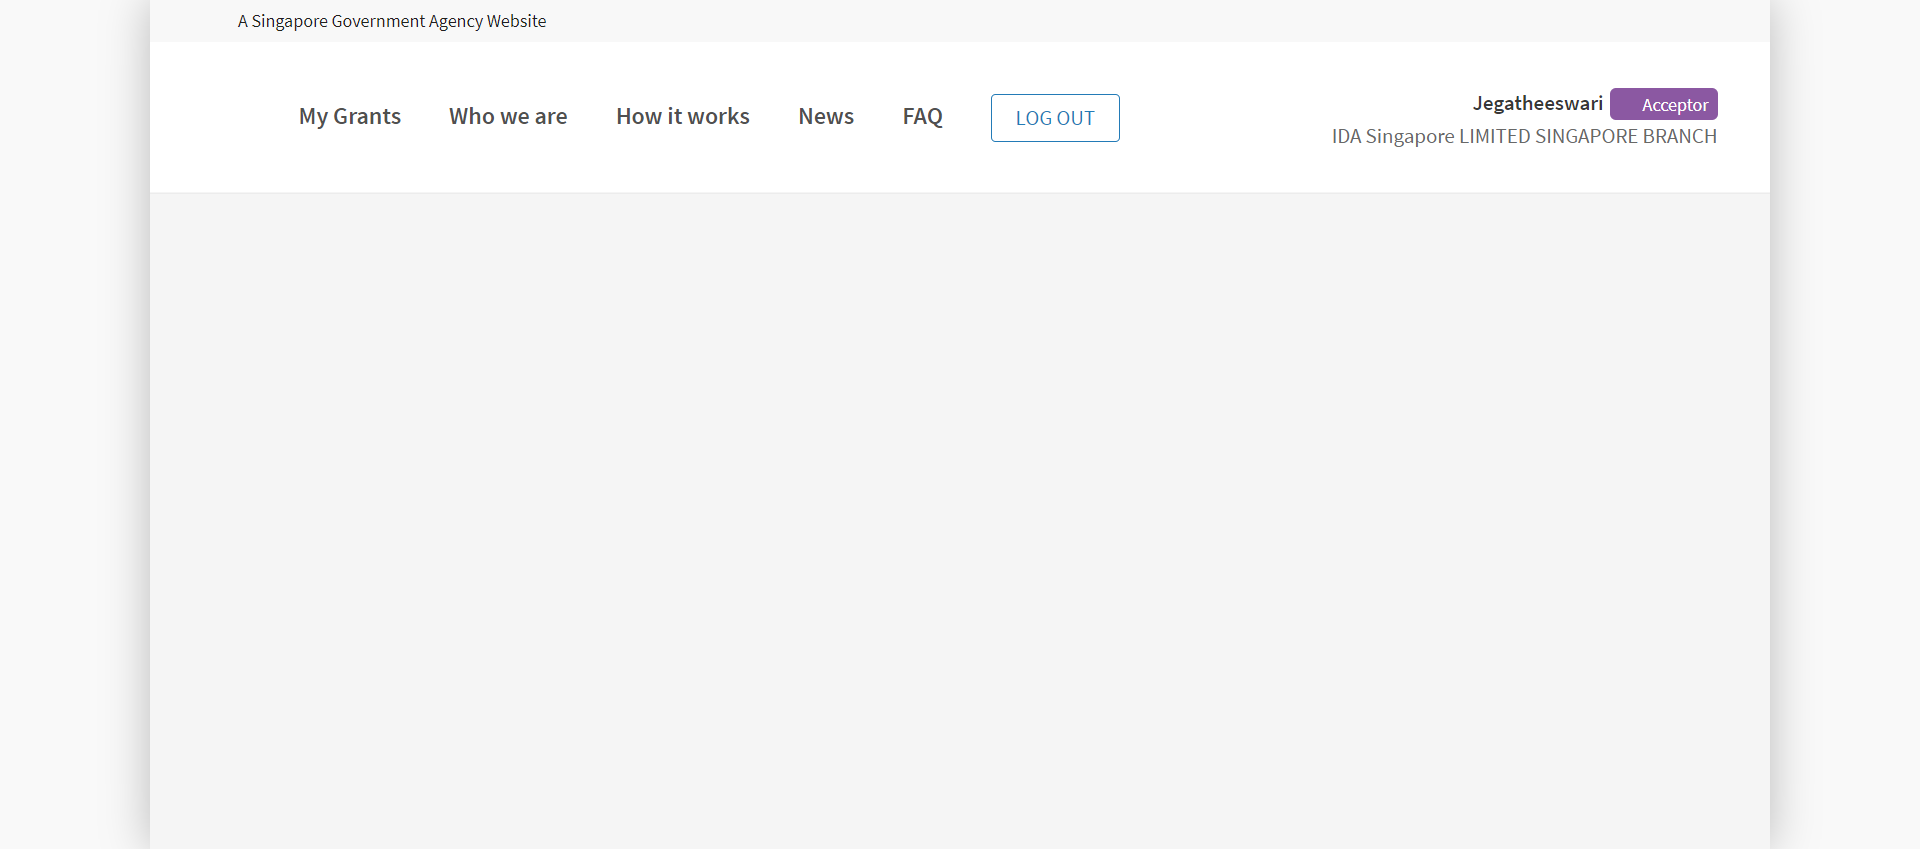 A Singapore Government Agency Website
My Grants
Who we are
How it works
News
FAQ
LOG OUT
Jegatheeswari
Acceptor
IDA Singapore LIMITED SINGAPORE BRANCH